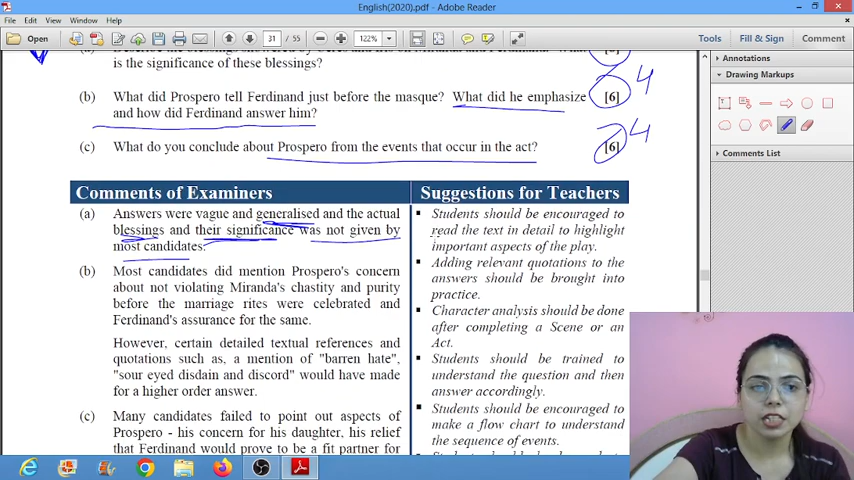 English(2020).pdf - Adobe Reader
File Edit View Window Help
Open 31 / 55 122% Tools Fill & Sign Comment
is the significance of these blessings?
(b) What did Prospero tell Ferdinand just before the masque? What did he emphasize [6] 4
and how did Ferdinand answer him?
(c) What do you conclude about Prospero from the events that occur in the act? [6] 4
Comments of Examiners
(a) Answers were vague and generalised and the actual
blessings and their significance was not given by
most candidates.
(b) Most candidates did mention Prospero's concern
about not violating Miranda's chastity and purity
before the marriage rites were celebrated and
Ferdinand's assurance for the same.
However, certain detailed textual references and
quotations such as, a mention of "barren hate",
"sour eyed disdain and discord" would have made
for a higher order answer.
(c) Many candidates failed to point out aspects of
Prospero - his concern for his daughter, his relief
that Ferdinand would prove to be a fit partner for
Suggestions for Teachers
Students should be encouraged to
read the text in detail to highlight
important aspects of the play.
Adding relevant quotations to the
answers should be brought into
practice.
Character analysis should be done
after completing a Scene or an
Act.
Students should be trained to
understand the question and then
answer accordingly.
Students should be encouraged to
make a flow chart to understand
the sequence of events.
Annotations
Drawing Markups
Comments List